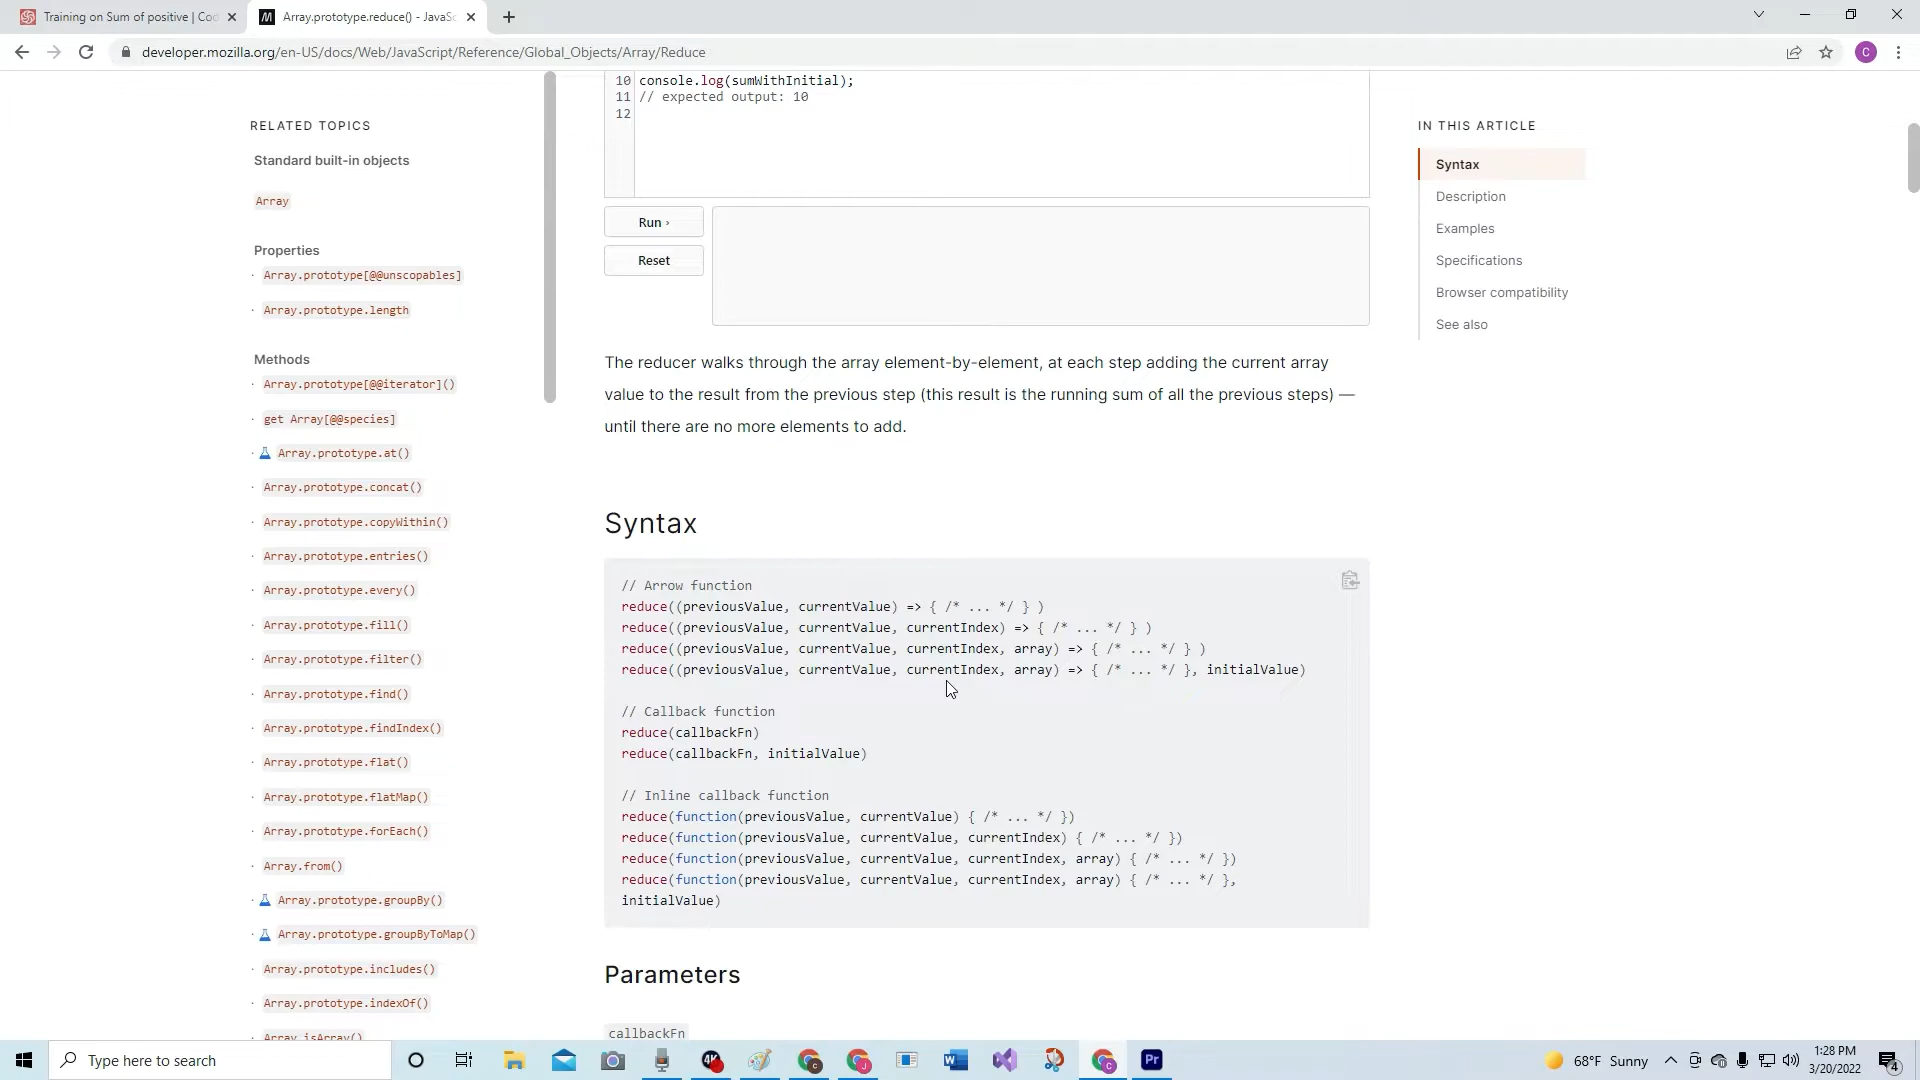 Training on Sum of positive | Co
Array.prototype.reduce() - JavaSc
developer.mozilla.org/en-US/docs/Web/JavaScript/Reference/Global_Objects/Array/Reduce
C
RELATED TOPICS
Standard built-in objects
Array
Properties
Array.prototype[@@unscopables]
Array.prototype.length
Methods
Array.prototype[@@iterator]()
get Array[@@species]
Array.prototype.at()
Array.prototype.concat()
Array.prototype.copyWithin()
Array.prototype.entries()
Array.prototype.every()
Array.prototype.fill()
Array.prototype.filter()
Array.prototype.find()
Array.prototype.findIndex()
Array.prototype.flat()
Array.prototype.flatMap()
Array.prototype.forEach()
Array.from()
Array.prototype.groupBy()
Array.prototype.groupByToMap()
Array.prototype.includes()
Array.prototype.indexOf()
Array.isArray()
10 console.log(sumWithInitial);
11 // expected output: 10
12
Run ›
Reset
The reducer walks through the array element-by-element, at each step adding the current array
value to the result from the previous step (this result is the running sum of all the previous steps) —
until there are no more elements to add.
Syntax
// Arrow function
reduce((previousValue, currentValue) => { /* ... */ } )
reduce((previousValue, currentValue, currentIndex) => { /* ... */ } )
reduce((previousValue, currentValue, currentIndex, array) => { /* ... */ } )
reduce((previousValue, currentValue, currentIndex, array) => { /* ... */ }, initialValue)
// Callback function
reduce(callbackFn)
reduce(callbackFn, initialValue)
// Inline callback function
reduce(function(previousValue, currentValue) { /* ... */ })
reduce(function(previousValue, currentValue, currentIndex) { /* ... */ })
reduce(function(previousValue, currentValue, currentIndex, array) { /* ... */ })
reduce(function(previousValue, currentValue, currentIndex, array) { /* ... */ },
initialValue)
Parameters
callbackFn
IN THIS ARTICLE
Syntax
Description
Examples
Specifications
Browser compatibility
See also
Type here to search
4K
W
Pr
68°F Sunny
1:28 PM
3/20/2022
4